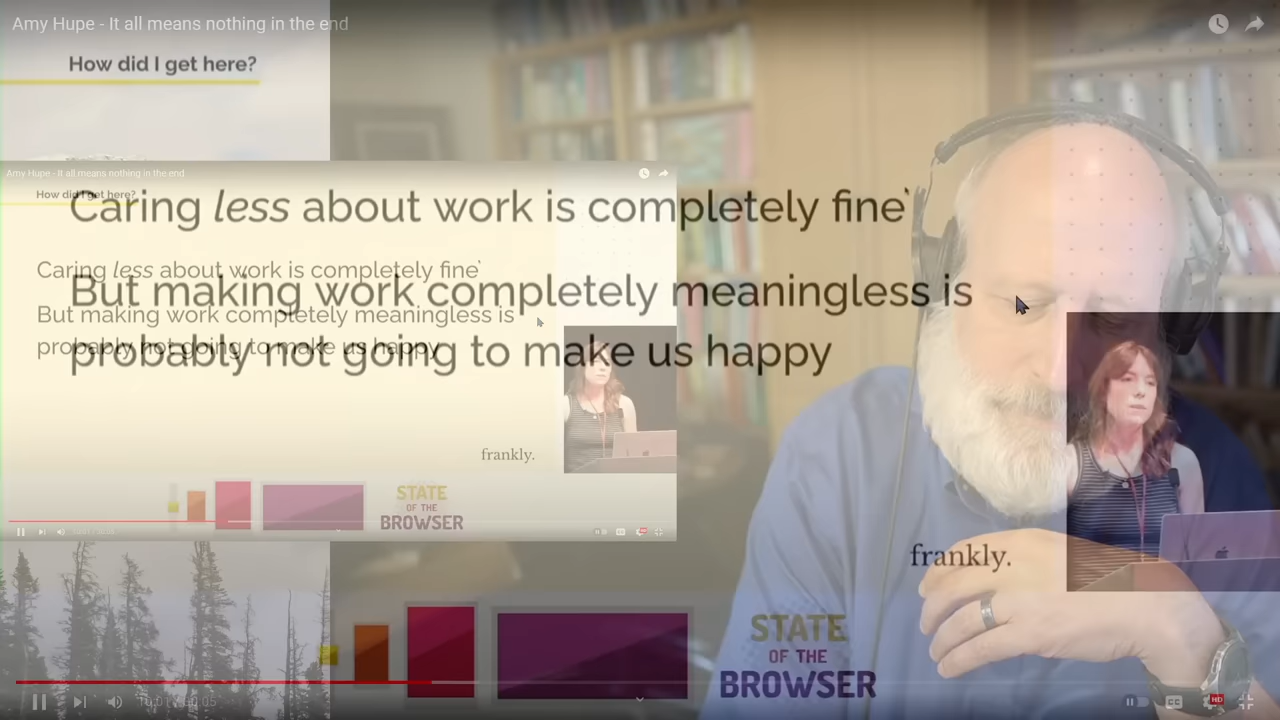 Amy Hupe - It all means nothing in the end
How did I get here?
Amy Hupe - It all means nothing in the end
How did I get here?
Caring less about work is completely fine`
Caring less about work is completely fine`
But making work completely meaningless is
But making work completely meaningless is
probably not going to make us happy
probably not going to make us happy
frankly.
STATE
OF THE
BROWSER
frankly.
STATE
OF THE
BROWSER
CC
HD